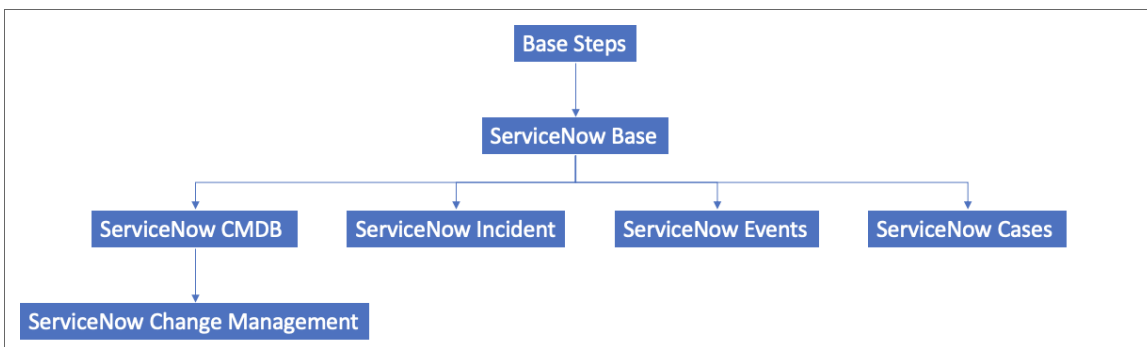 Base Steps
ServiceNow Base
ServiceNow CMDB
ServiceNow Incident
ServiceNow Events
ServiceNow Cases
ServiceNow Change Management